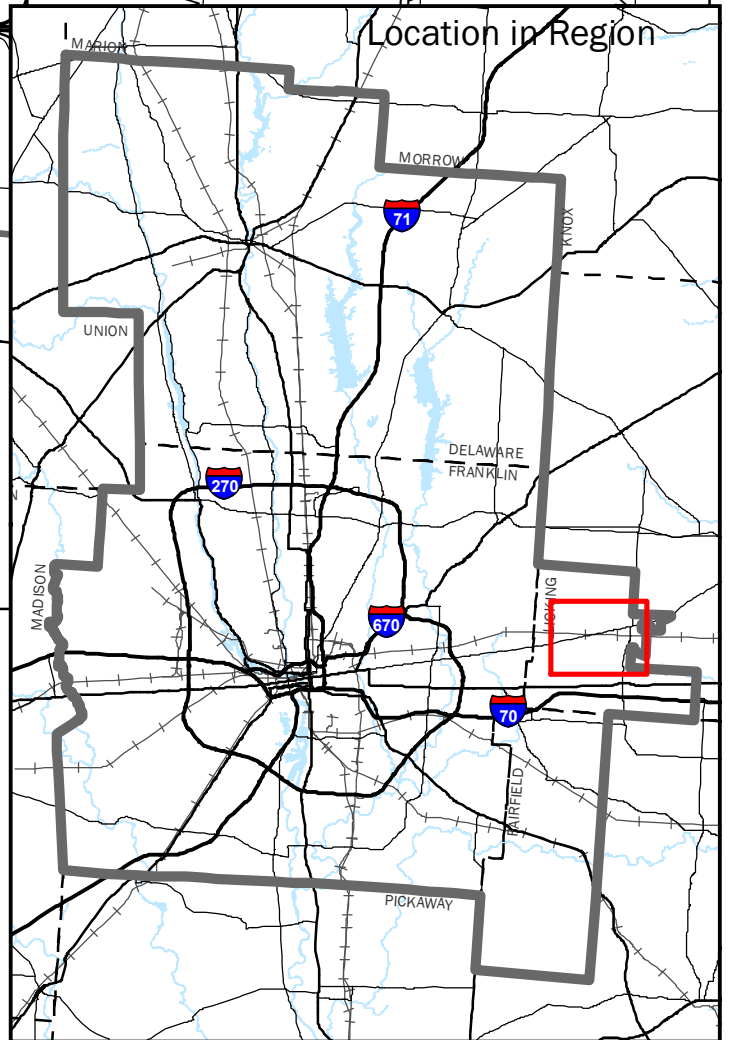 Location in Region
MARION
MORROW
71
KNOX
UNION
DELAWARE
FRANKLIN
270
N
MADISON
LICKING
670
70
FAIRFIELD
PICKAWAY